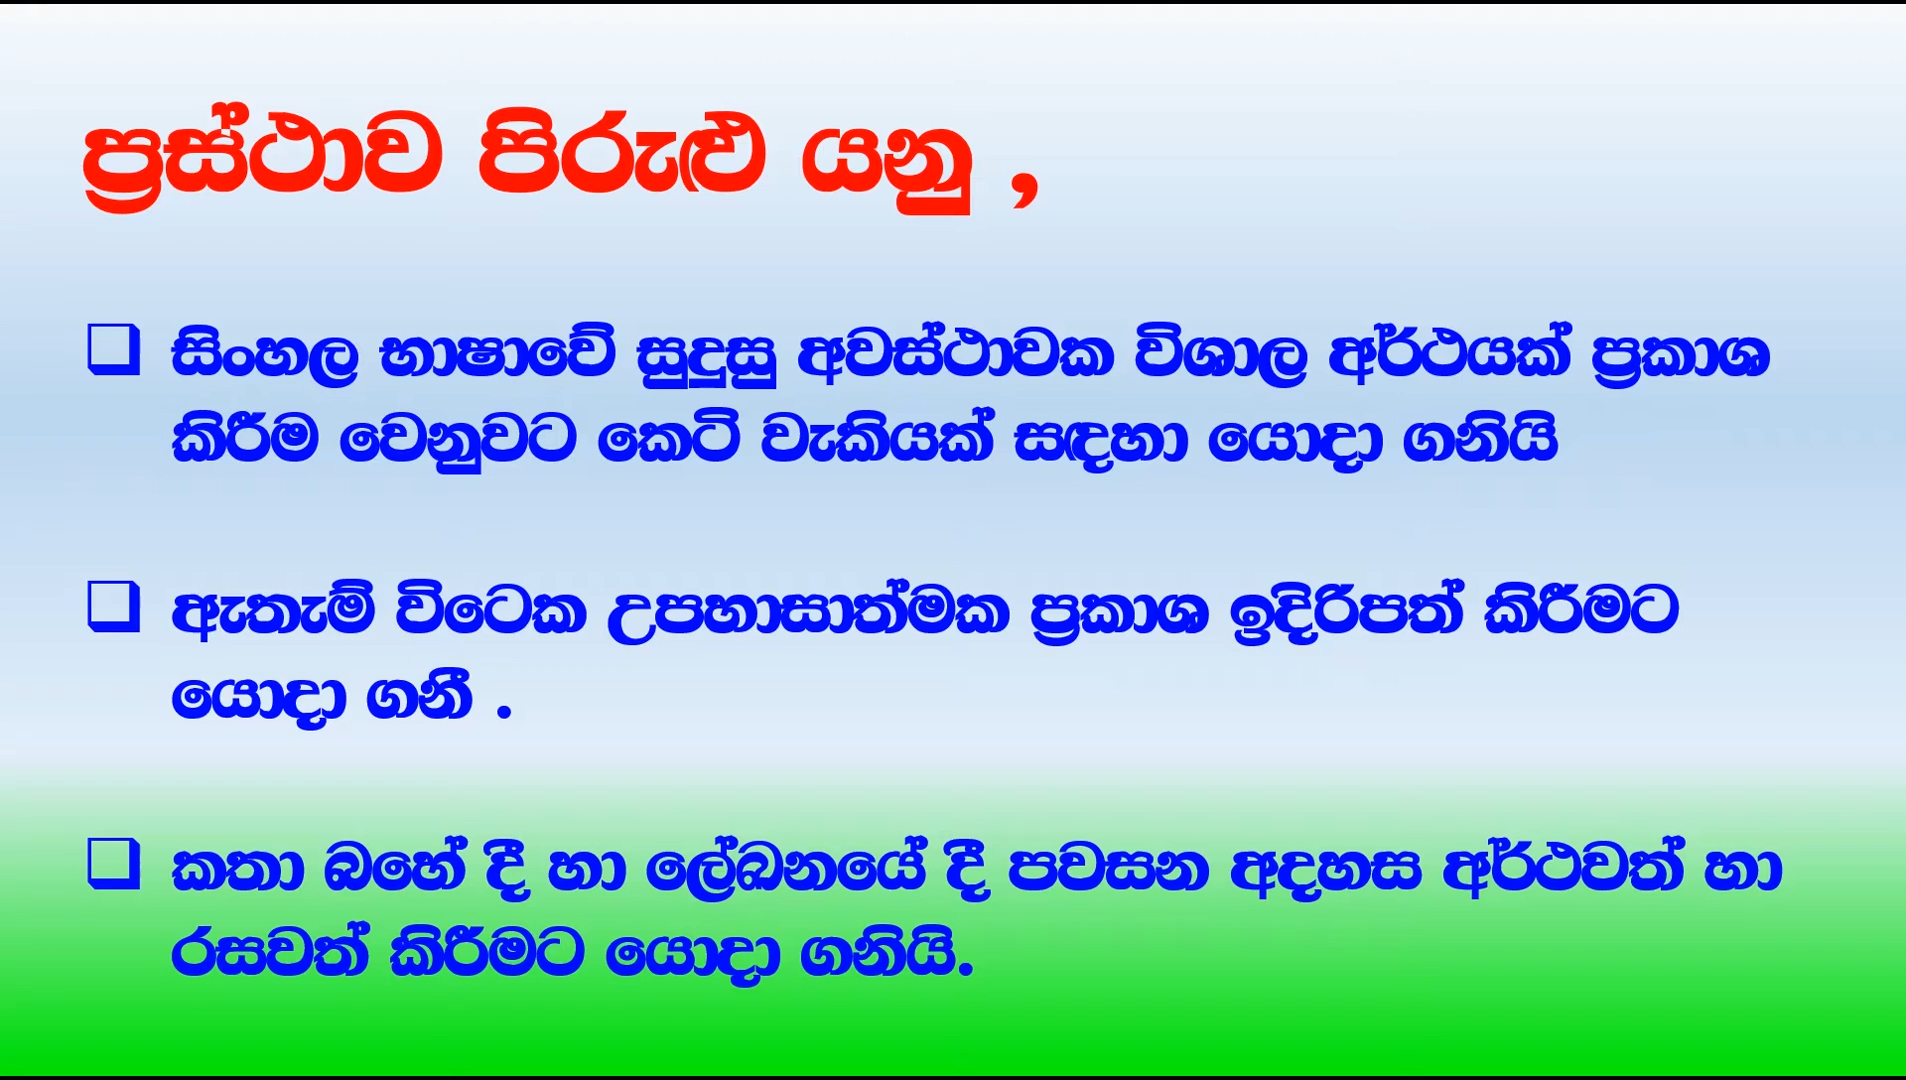 ප්‍රස්ථාව පිරුළු යනු ,
සිංහල භාෂාවේ සුදුසු අවස්ථාවක විශාල අර්ථයක් ප්‍රකාශ
කිරීම වෙනුවට කෙටි වැකියක් සඳහා යොදා ගනියි
ඇතැම් විටෙක උපහාසාත්මක ප්‍රකාශ ඉදිරිපත් කිරීමට
යොදා ගනී .
කතා බහේ දී හා ලේඛනයේ දී පවසන අදහස අර්ථවත් හා
රසවත් කිරීමට යොදා ගනියි.